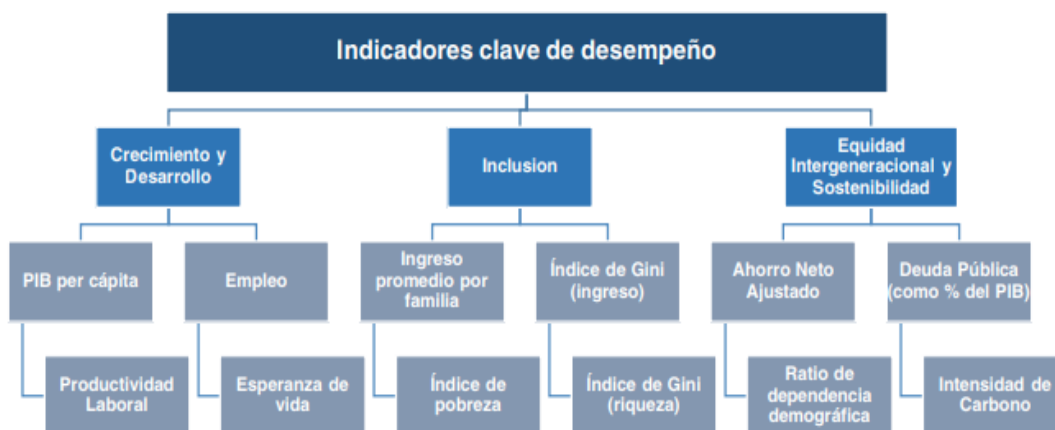 Indicadores clave de desempeño
Crecimiento y
Desarrollo
Inclusion
Equidad
Intergeneracional y
Sostenibilidad
PIB per cápita
Empleo
Ingreso
promedio por
familia
Índice de Gini
(ingreso)
Ahorro Neto
Ajustado
Deuda Pública
(como % del PIB)
Productividad
Laboral
Esperanza de
vida
Índice de
pobreza
Índice de Gini
(riqueza)
Ratio de
dependencia
demográfica
Intensidad de
Carbono